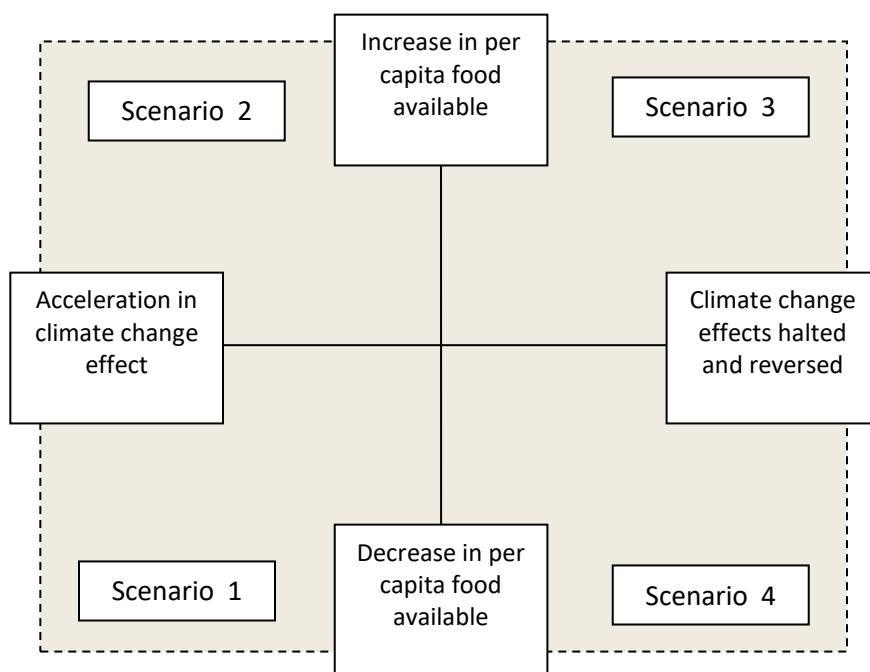 Increase in per
capita food
available
Scenario 2
Scenario 3
Acceleration in
climate change
effect
Climate change
effects halted
and reversed
Decrease in per
capita food
available
Scenario 1
Scenario 4